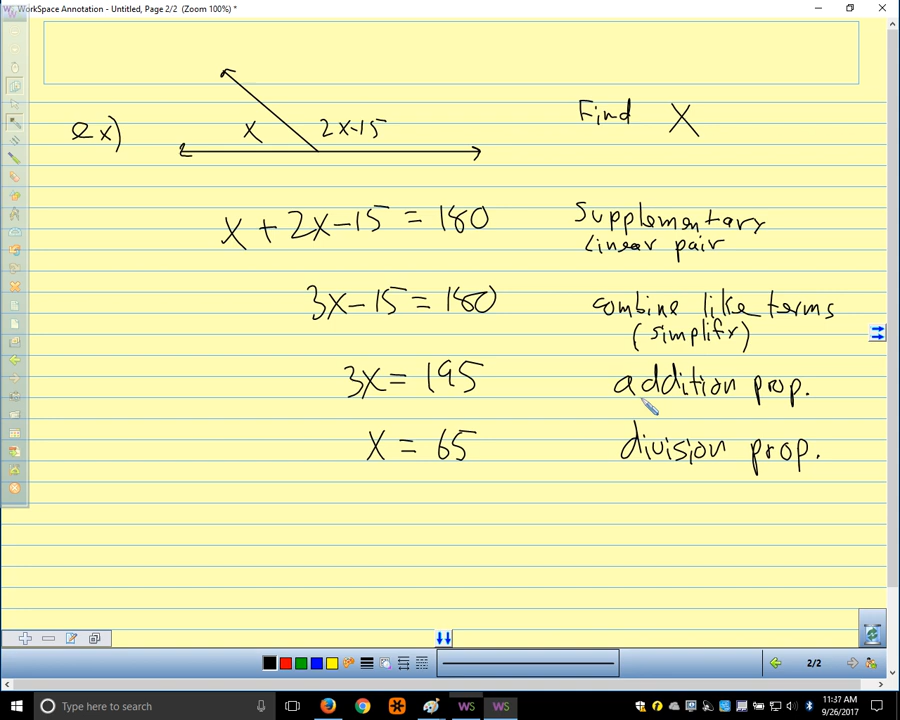 WorkSpace Annotation - Untitled, Page 2/2 (Zoom 100%) *
ex)
x
2x-15
Find X
x + 2x - 15 = 180
Supplementary
Linear pair
3x - 15 = 180
combine like terms
(simplify)
3x = 195
addition prop.
x = 65
division prop.
2/2
Type here to search
WS
WS
11:37 AM
9/26/2017